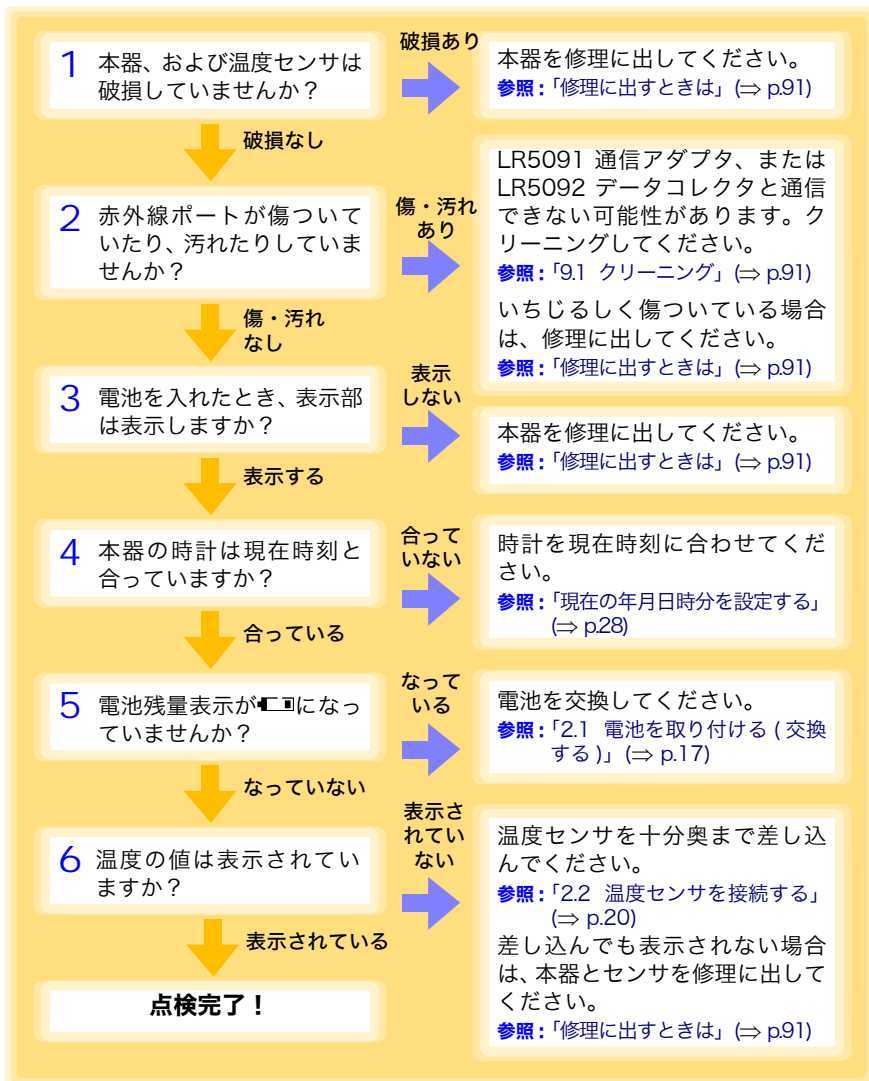 1 本器、および温度センサは
破損していませんか？
破損あり
本器を修理に出してください。
参照：「修理に出すときは」(⇒ p.91)
破損なし
2 赤外線ポートが傷ついて
いたり、汚れたりしていま
せんか？
傷・汚れ
あり
LR5091 通信アダプタ、または
LR5092 データコレクタと通信
できない可能性があります。ク
リーニングしてください。
参照：「9.1 クリーニング」(⇒ p.91)
いちじるしく傷ついている場合
は、修理に出してください。
参照：「修理に出すときは」(⇒ p.91)
傷・汚れ
なし
3 電池を入れたとき、表示部
は表示しますか？
表示
しない
本器を修理に出してください。
参照：「修理に出すときは」(⇒ p.91)
表示する
4 本器の時計は現在時刻と
合っていますか？
合って
いない
時計を現在時刻に合わせてくだ
さい。
参照：「現在の年月日時分を設定する」
(⇒ p.28)
合っている
5 電池残量表示がになっ
ていませんか？
なって
いる
電池を交換してください。
参照：「2.1 電池を取り付ける ( 交換
する )」(⇒ p.17)
なっていない
6 温度の値は表示されてい
ますか？
表示さ
れてい
ない
温度センサを十分奥まで差し込
んでください。
参照：「2.2 温度センサを接続する」
(⇒ p.20)
差し込んでも表示されない場合
は、本器とセンサを修理に出して
ください。
参照：「修理に出すときは」(⇒ p.91)
表示されている
点検完了！